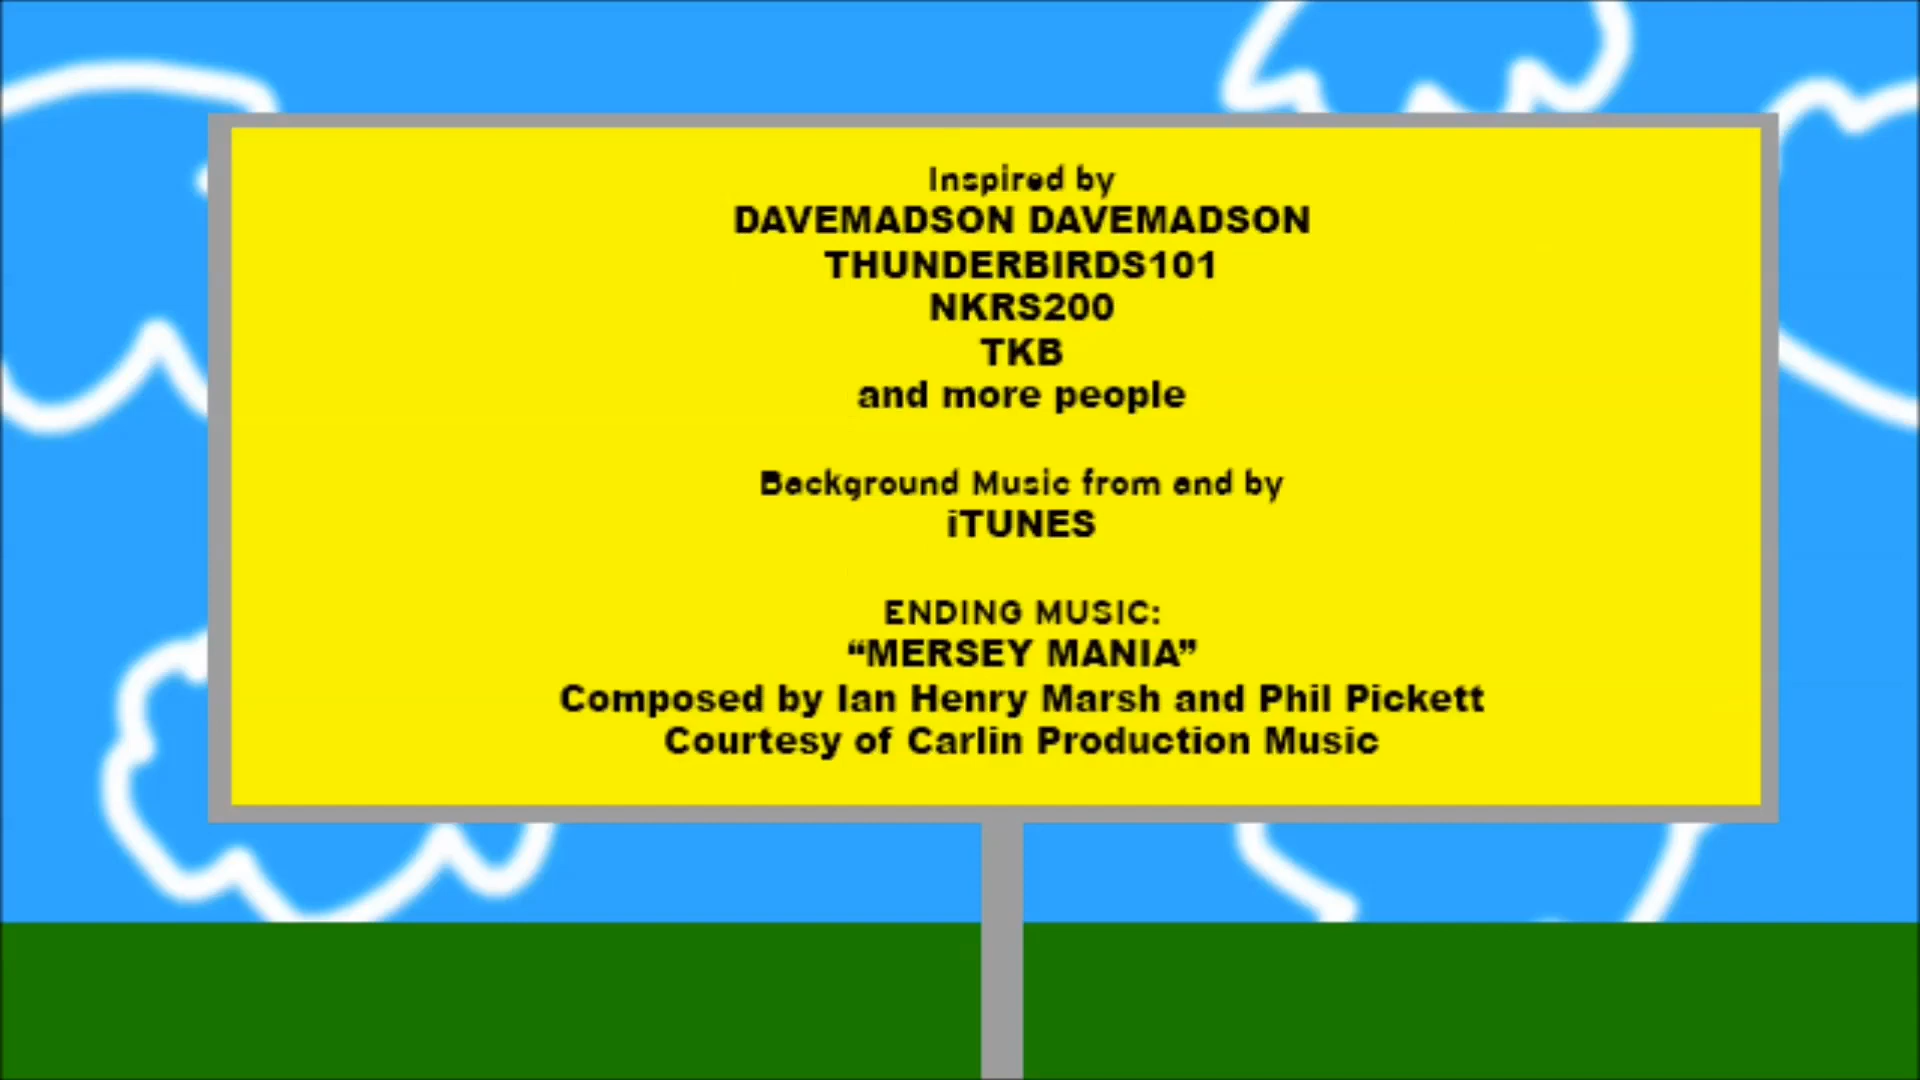 Inspired by
DAVEMADSON DAVEMADSON
THUNDERBIRDS101
NKRS200
TKB
and more people
Background Music from and by
iTUNES
ENDING MUSIC:
“MERSEY MANIA”
Composed by Ian Henry Marsh and Phil Pickett
Courtesy of Carlin Production Music